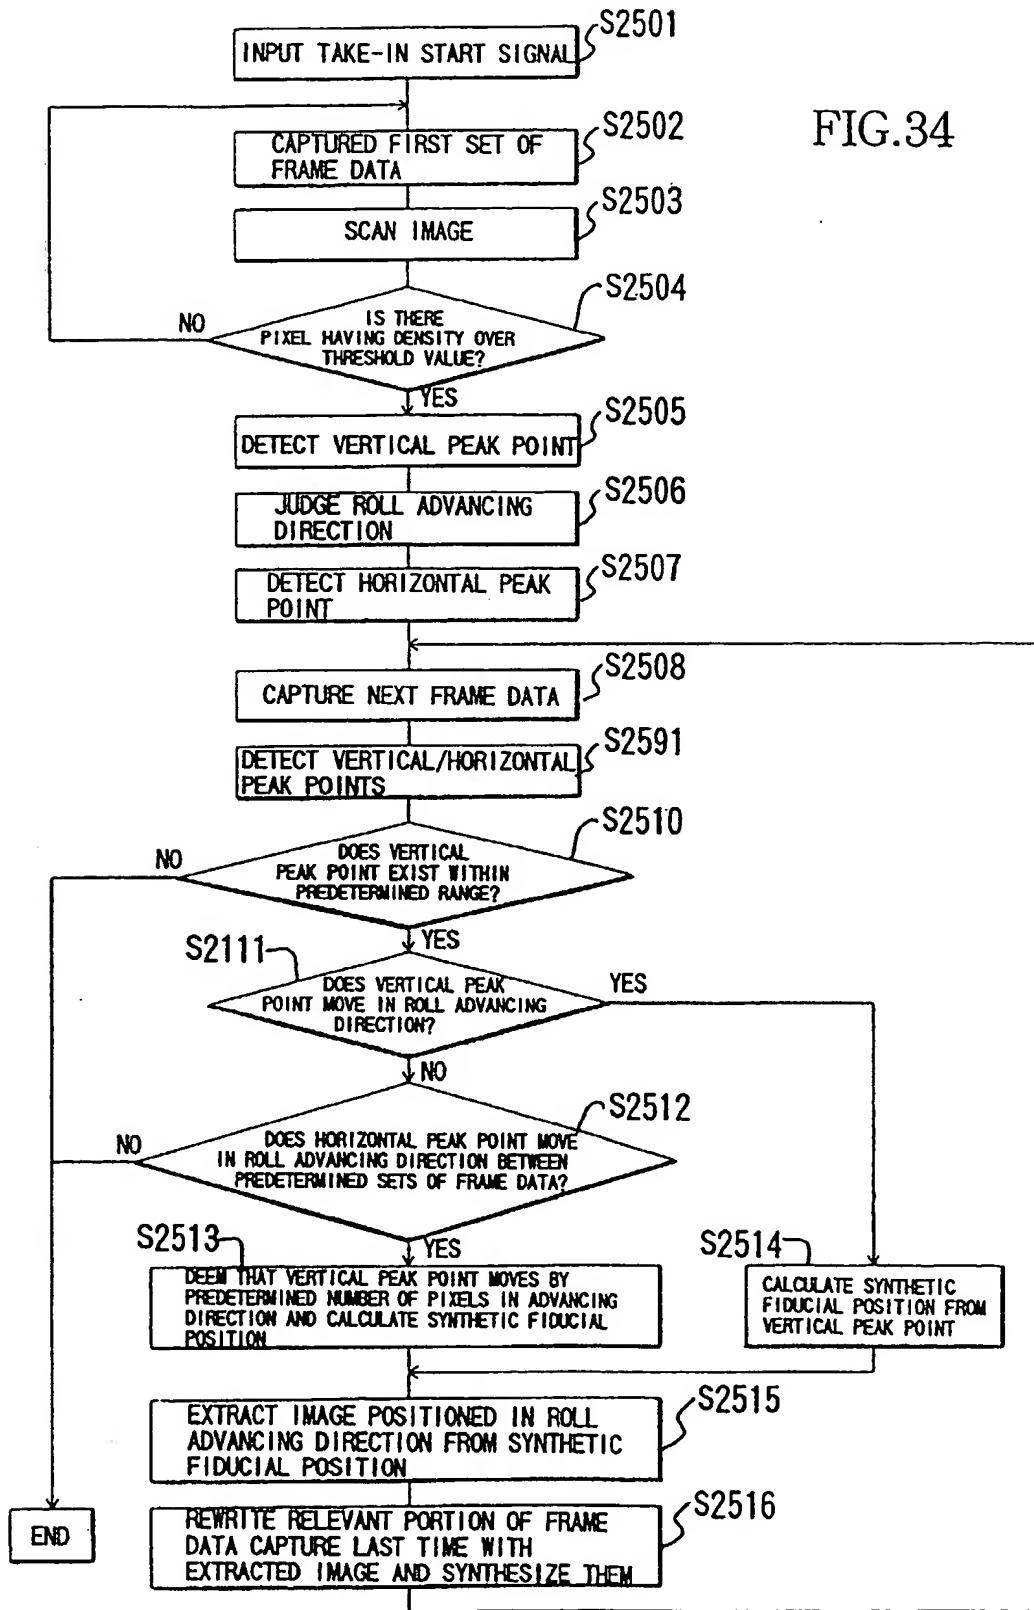 S2501
INPUT TAKE-IN START SIGNAL
FIG.34
S2502
CAPTURED FIRST SET OF
FRAME DATA
S2503
SCAN IMAGE
S2504
NO
IS THERE
PIXEL HAVING DENSITY OVER
THRESHOLD VALUE?
YES
S2505
DETECT VERTICAL PEAK POINT
S2506
JUDGE ROLL ADVANCING
DIRECTION
S2507
DETECT HORIZONTAL PEAK
POINT
S2508
CAPTURE NEXT FRAME DATA
S2591
DETECT VERTICAL/HORIZONTAL
PEAK POINTS
S2510
NO
DOES VERTICAL
PEAK POINT EXIST WITHIN
PREDETERMINED RANGE?
YES
S2111
DOES VERTICAL PEAK
POINT MOVE IN ROLL ADVANCING
DIRECTION?
YES
NO
S2512
NO
DOES HORIZONTAL PEAK POINT MOVE
IN ROLL ADVANCING DIRECTION BETWEEN
PREDETERMINED SETS OF FRAME DATA?
YES
S2513
DEEM THAT VERTICAL PEAK POINT MOVES BY
PREDETERMINED NUMBER OF PIXELS IN ADVANCING
DIRECTION AND CALCULATE SYNTHETIC FIDUCIAL
POSITION
S2514
CALCULATE SYNTHETIC
FIDUCIAL POSITION FROM
VERTICAL PEAK POINT
S2515
EXTRACT IMAGE POSITIONED IN ROLL
ADVANCING DIRECTION FROM SYNTHETIC
FIDUCIAL POSITION
S2516
REWRITE RELEVANT PORTION OF FRAME
DATA CAPTURE LAST TIME WITH
EXTRACTED IMAGE AND SYNTHESIZE THEM
END